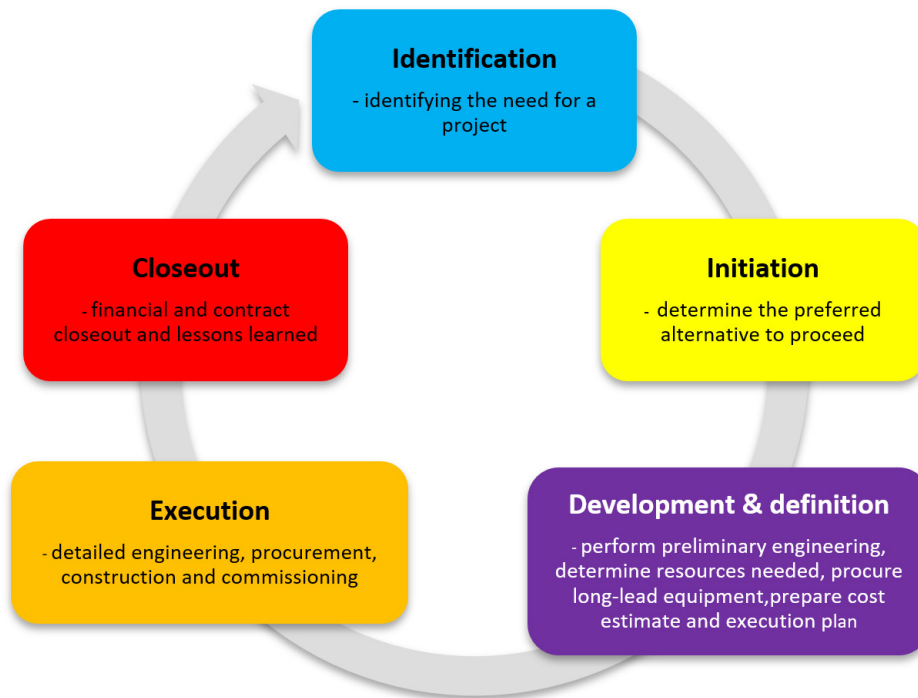 Identification
- identifying the need for a
project
Initiation
- determine the preferred
alternative to proceed
Development & definition
- perform preliminary engineering,
determine resources needed, procure
long-lead equipment,prepare cost
estimate and execution plan
Execution
- detailed engineering, procurement,
construction and commissioning
Closeout
- financial and contract
closeout and lessons learned